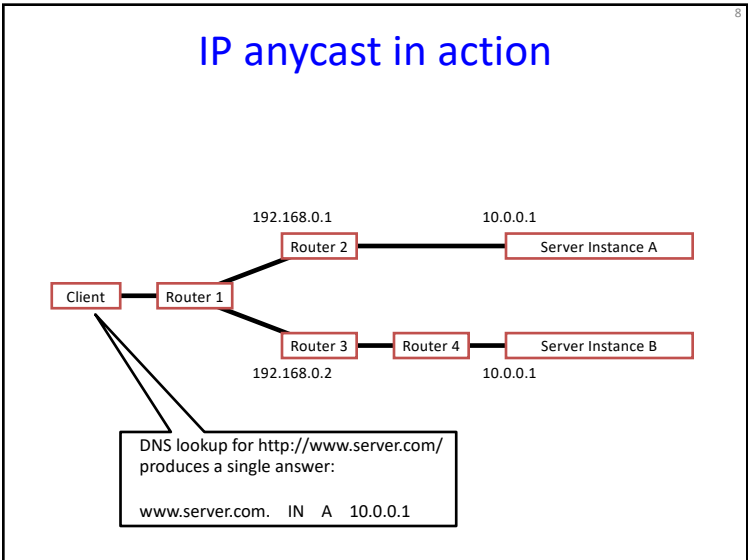 8
IP anycast in action
192.168.0.1
10.0.0.1
Router 2
Server Instance A
Client
Router 1
Router 3
Router 4
Server Instance B
192.168.0.2
10.0.0.1
DNS lookup for http://www.server.com/
produces a single answer:
www.server.com. IN A 10.0.0.1